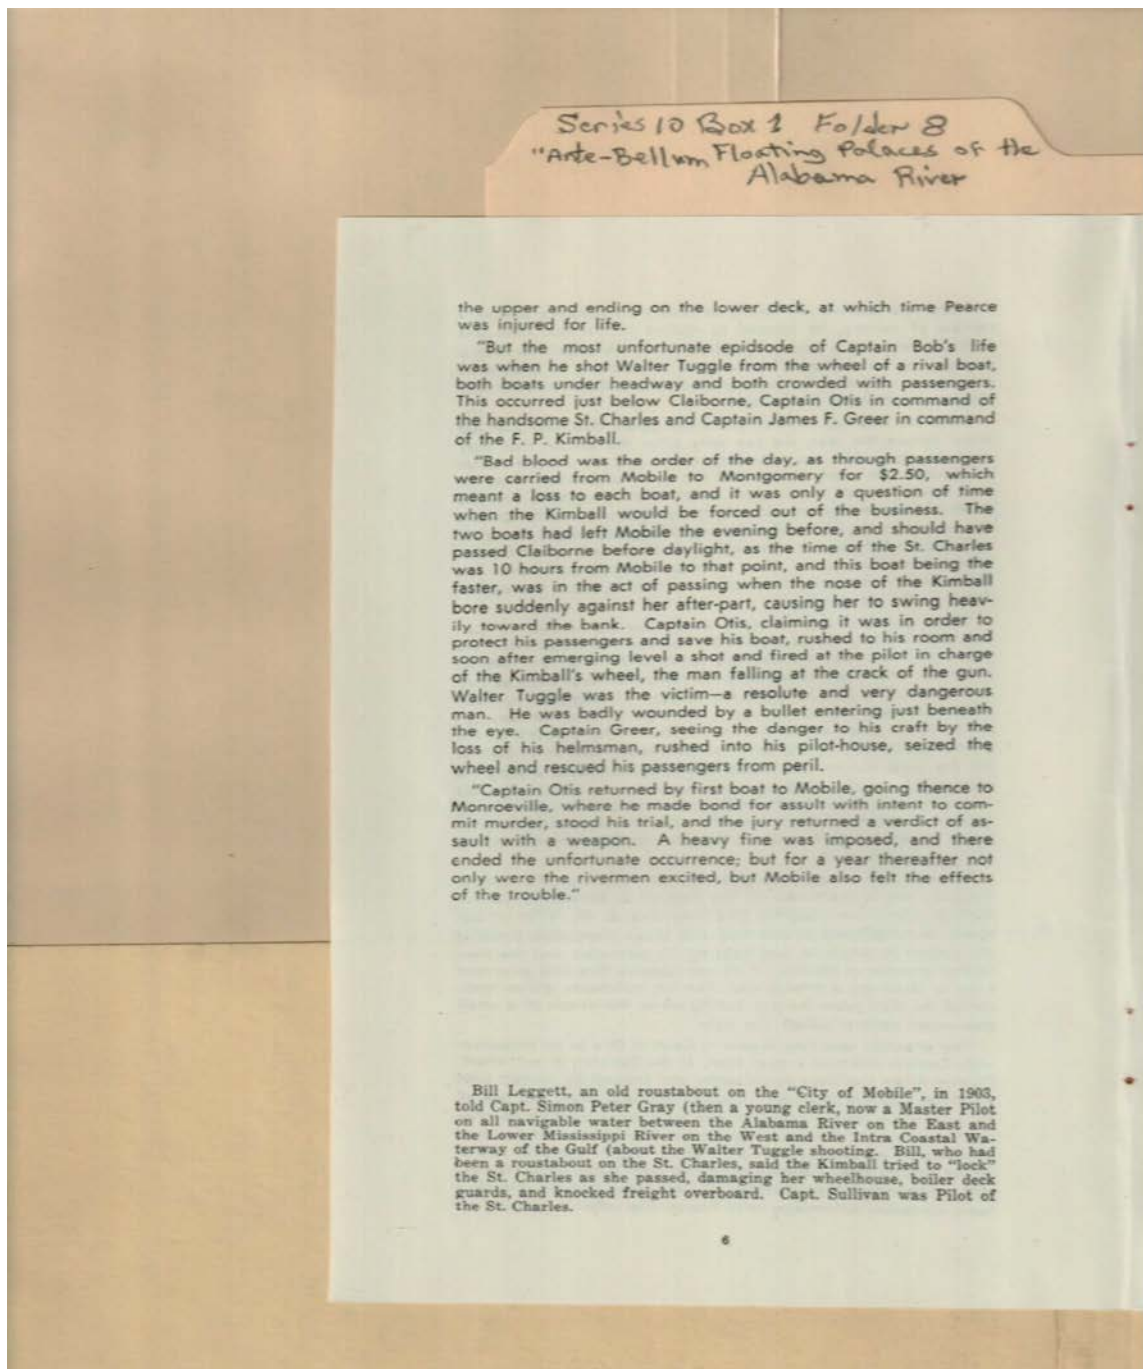 Series 10 Box 1 Folder 8
"Ante-Bellum Floating Palaces of the
Alabama River
the upper and ending on the lower deck, at which time Pearce
was injured for life.
"But the most unfortunate epidsode of Captain Bob's life
was when he shot Walter Tuggle from the wheel of a rival boat,
both boats under headway and both crowded with passengers.
This occurred just below Claiborne, Captain Otis in command of
the handsome St. Charles and Captain James F. Greer in command
of the F. P. Kimball.
"Bad blood was the order of the day, as through passengers
were carried from Mobile to Montgomery for $2.50, which
meant a loss to each boat, and it was only a question of time
when the Kimball would be forced out of the business. The
two boats had left Mobile the evening before, and should have
passed Claiborne before daylight, as the time of the St. Charles
was 10 hours from Mobile to that point, and this boat being the
faster, was in the act of passing when the nose of the Kimball
bore suddenly against her after-part, causing her to swing heav-
ily toward the bank. Captain Otis, claiming it was in order to
protect his passengers and save his boat, rushed to his room and
soon after emerging level a shot and fired at the pilot in charge
of the Kimball's wheel, the man falling at the crack of the gun.
Walter Tuggle was the victim—a resolute and very dangerous
man. He was badly wounded by a bullet entering just beneath
the eye. Captain Greer, seeing the danger to his craft by the
loss of his helmsman, rushed into his pilot-house, seized the
wheel and rescued his passengers from peril.
"Captain Otis returned by first boat to Mobile, going thence to
Monroeville, where he made bond for assult with intent to com-
mit murder, stood his trial, and the jury returned a verdict of as-
sault with a weapon. A heavy fine was imposed, and there
ended the unfortunate occurrence; but for a year thereafter not
only were the rivermen excited, but Mobile also felt the effects
of the trouble."
Bill Leggett, an old roustabout on the "City of Mobile", in 1903,
told Capt. Simon Peter Gray (then a young clerk, now a Master Pilot
on all navigable water between the Alabama River on the East and
the Lower Mississippi River on the West and the Intra Coastal Wa-
terway of the Gulf (about the Walter Tuggle shooting. Bill, who had
been a roustabout on the St. Charles, said the Kimball tried to "lock"
the St. Charles as she passed, damaging her wheelhouse, boiler deck
guards, and knocked freight overboard. Capt. Sullivan was Pilot of
the St. Charles.
6